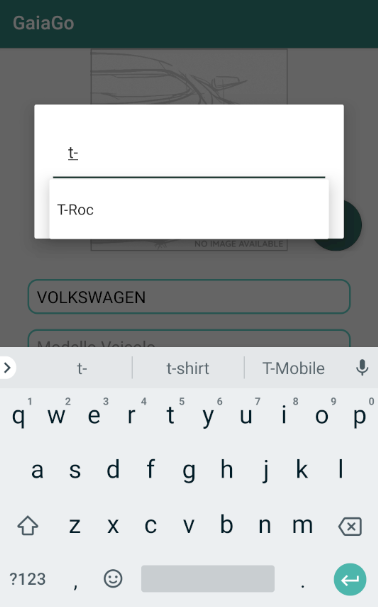 GaiaGo
t-
T-Roc
NO IMAGE AVAILABLE
VOLKSWAGEN
Modello Veicolo
t- t-shirt T-Mobile
1 2 3 4 5 6 7 8 9 0
q w e r t y u i o p
a s d f g h j k l
z x c v b n m
?123 , .